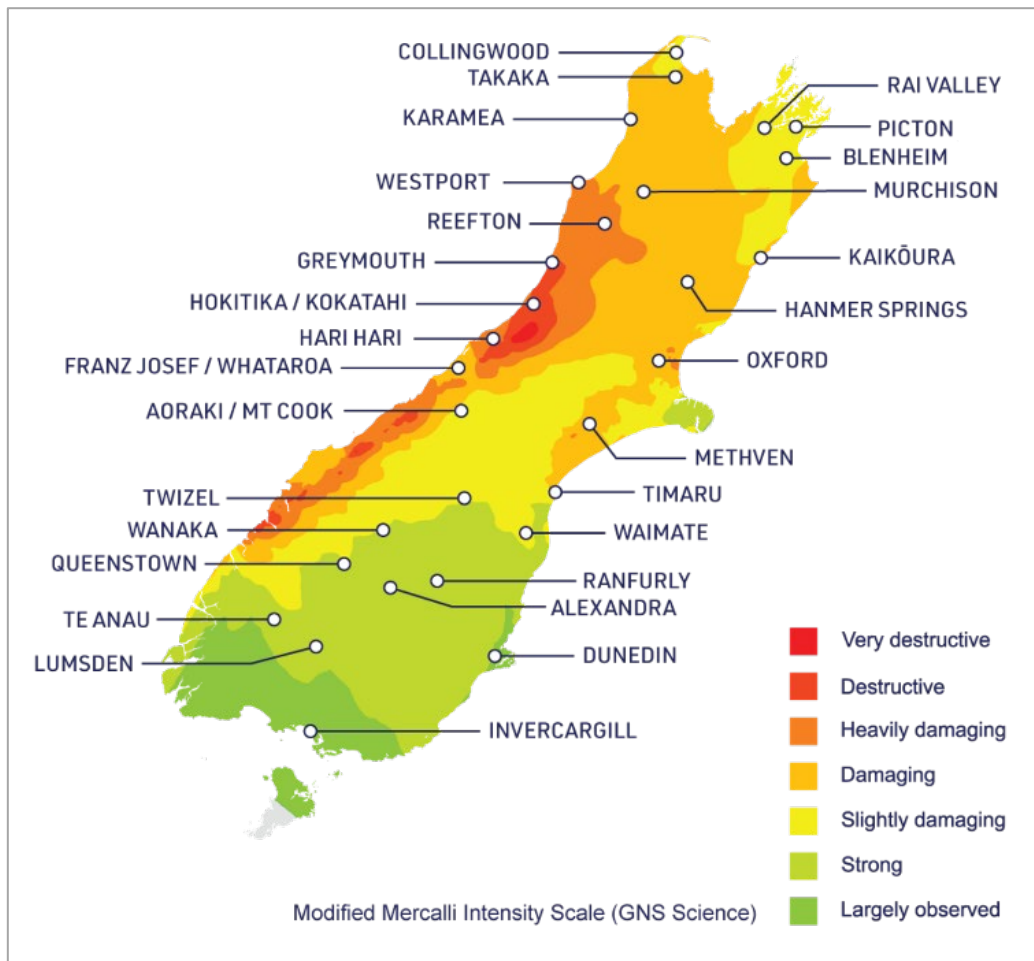 COLLINGWOOD
TAKAKA
RAI VALLEY
KARAMEA
PICTON
BLENHEIM
WESTPORT
MURCHISON
REEFTON
GREYMOUTH
KAIKŌURA
HOKITIKA / KOKATAHI
HANMER SPRINGS
HARI HARI
FRANZ JOSEF / WHATAROA
OXFORD
AORAKI / MT COOK
METHVEN
TWIZEL
TIMARU
WANAKA
WAIMATE
QUEENSTOWN
RANFURLY
ALEXANDRA
TE ANAU
LUMSDEN
DUNEDIN
INVERCARGILL
Very destructive
Destructive
Heavily damaging
Damaging
Slightly damaging
Strong
Largely observed
Modified Mercalli Intensity Scale (GNS Science)